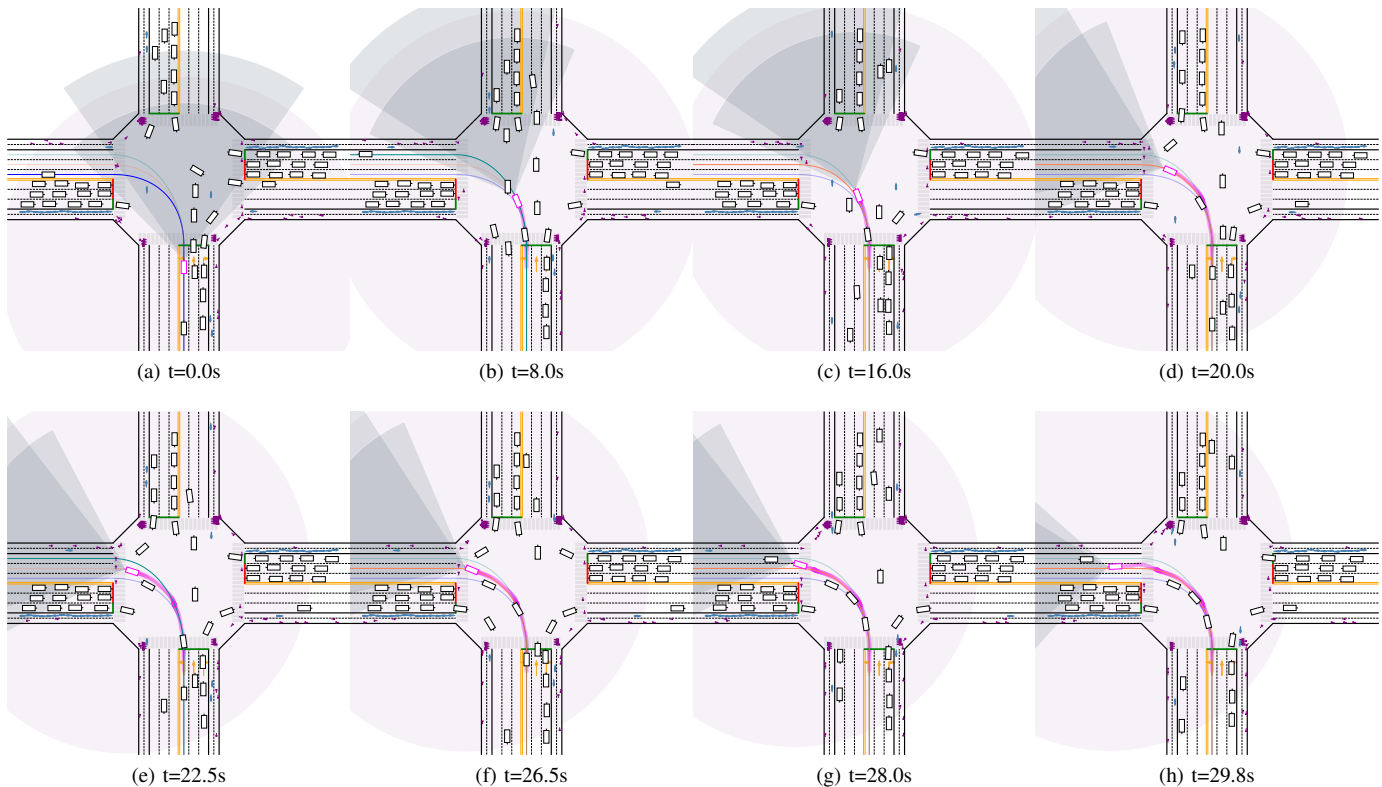 (a) t=0.0s
(b) t=8.0s
(c) t=16.0s
(d) t=20.0s
(e) t=22.5s
(f) t=26.5s
(g) t=28.0s
(h) t=29.8s